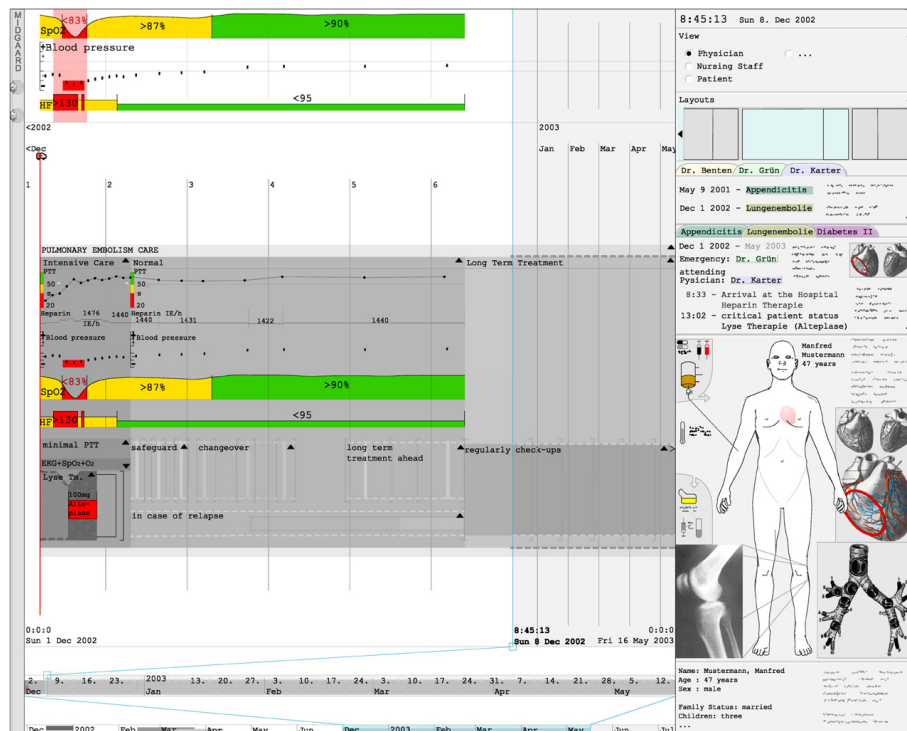 MIDGAARD
<83%
SpO2
>87%
>90%
Blood pressure
HF
>130
<95
<2002
2003
<Dec
Jan Feb Mar Apr May
1 2 3 4 5 6
PULMONARY EMBOLISM CARE
Intensive Care
Normal
Long Term Treatment
PTT
PTT
50
50
s
s
20
20
Heparin 1476 1440
Heparin IE/h
IE/h
1440 1431 1422 1440
Blood pressure
Blood pressure
<83%
SpO2
>87%
>90%
HF
>130
<95
minimal PTT
safeguard
changeover
long term
treatment ahead
regularly check-ups
>
EKG+SpO2+O2
Lyse Tm.
100mg
Alto-
plase
in case of relapse
0:0:0
8:45:13
0:0:0
Sun 1 Dec 2002
Sun 8 Dec 2002
Fri 16 May 2003
2. 9. 16. 23. 2003 13. 20. 27. 3. 10. 17. 24. 3. 10. 17. 24. 31. 7. 14. 21. 28. 5. 12.
Dec Jan Feb Mar Apr May
Dec 2002 Feb Mar Apr May Jun Dec 2003 Feb Mar Apr May Jun Jul
8:45:13 Sun 8. Dec 2002
View
Physician
...
Nursing Staff
Patient
Layouts
Dr. Benten
Dr. Grün
Dr. Karter
May 9 2001 - Appendicitis
Dec 1 2002 - Lungenembolie
Appendicitis
Lungenembolie
Diabetes II
Dec 1 2002 - May 2003
Emergency: Dr. Grün
attending
Pysician: Dr. Karter
8:33 - Arrival at the Hospital
Heparin Therapie
13:02 - critical patient status
Lyse Therapie (Alteplase)
Manfred
Mustermann
47 years
Name: Mustermann, Manfred
Age : 47 years
Sex : male
Family Status: married
Children: three
...